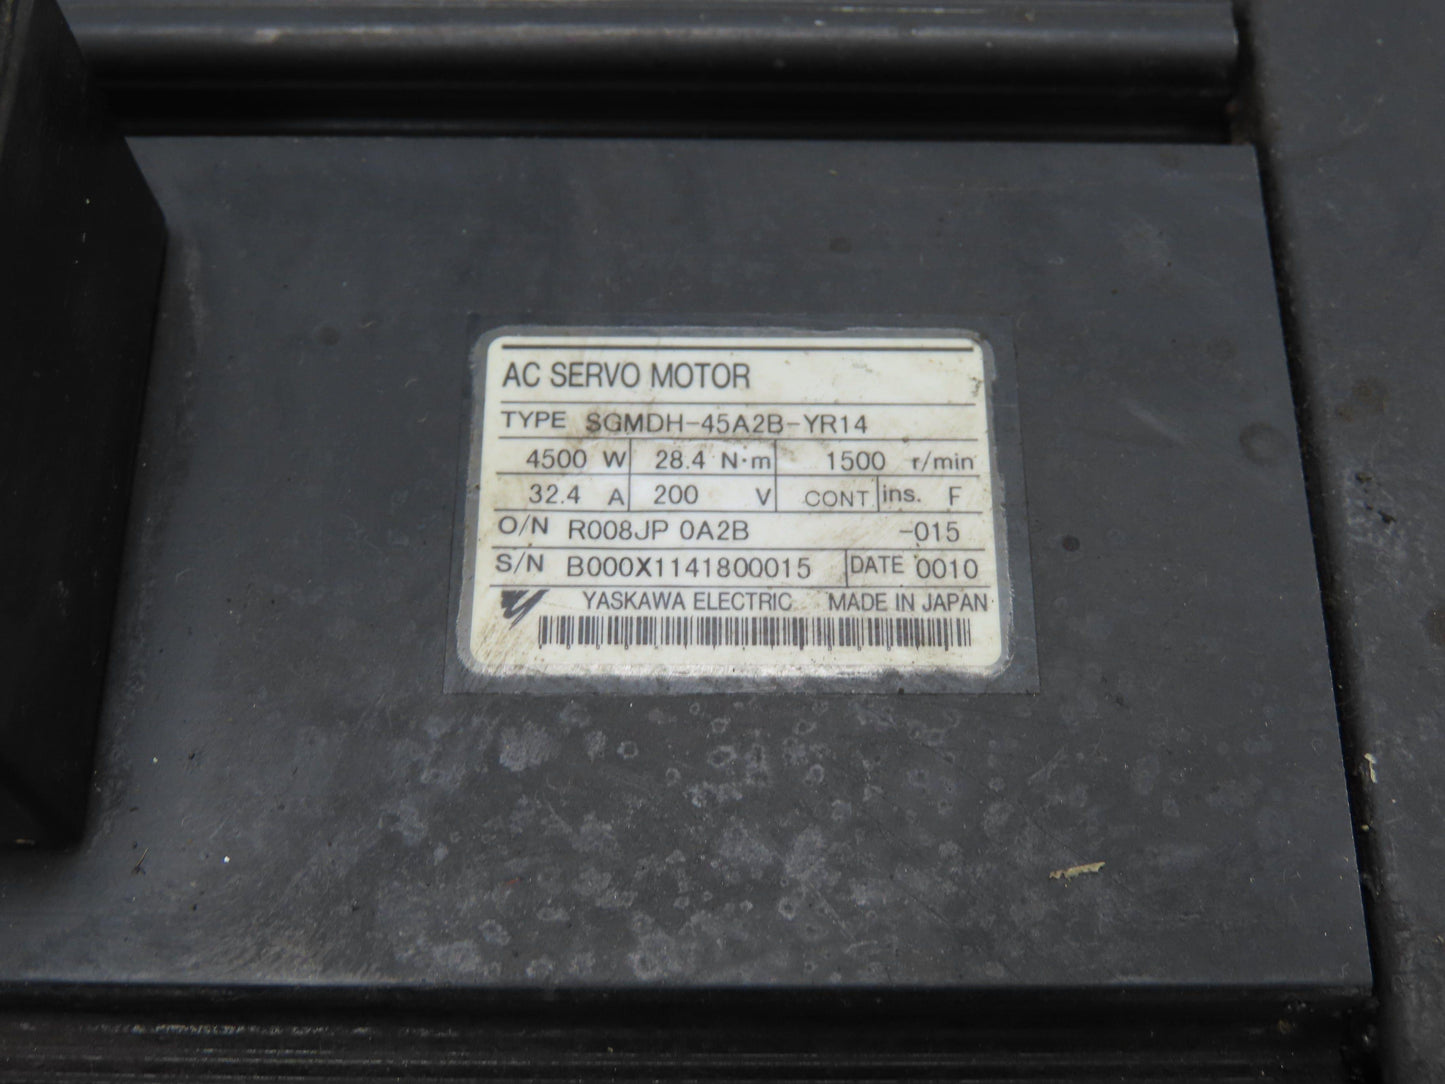 AC SERVO MOTOR
TYPE SGMDH-45A2B-YR14
4500 W 28.4 N·m 1500 r/min
32.4 A 200 V CONT ins. F
O/N R008JP 0A2B -015
S/N B000X1141800015 DATE 0010
YASKAWA ELECTRIC MADE IN JAPAN